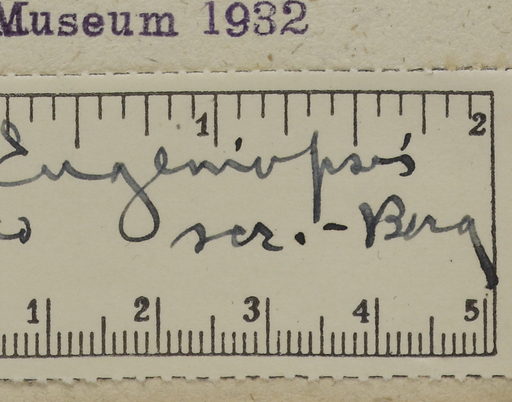 Museum 1932
1 2
Eugeniopsis
scr. - Berg
1 2 3 4 5